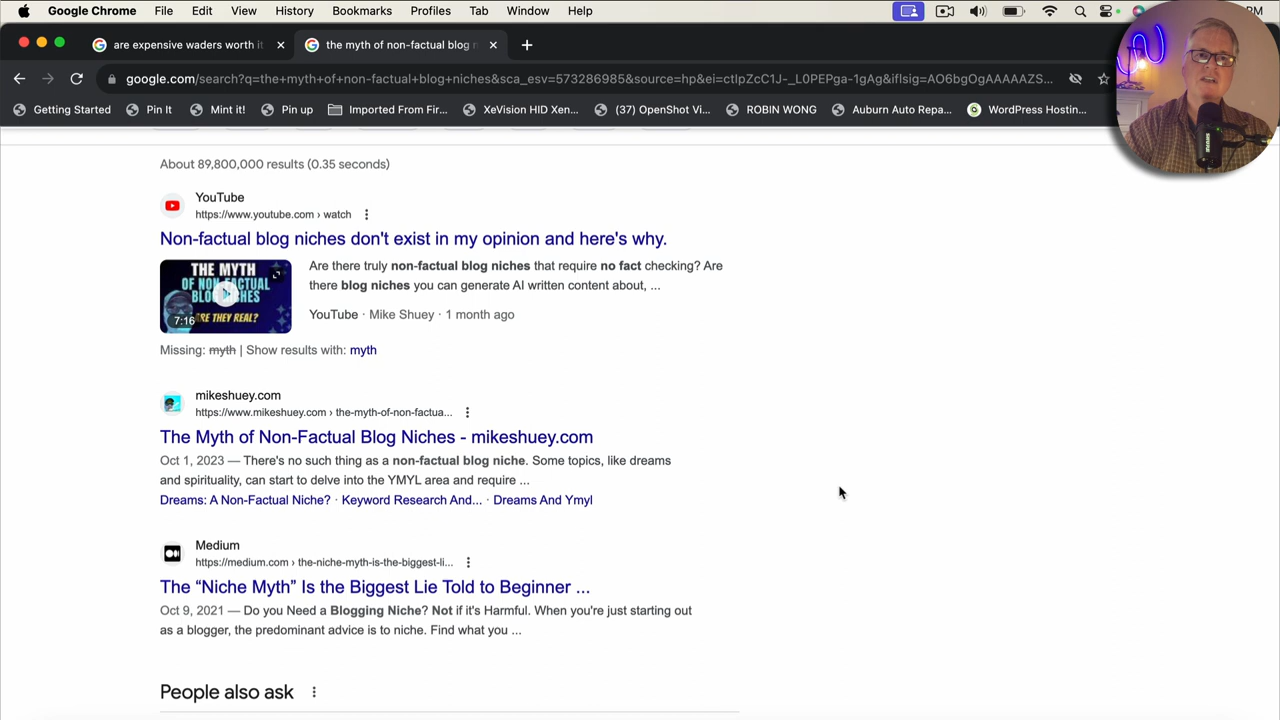 Google Chrome File Edit View History Bookmarks Profiles Tab Window Help PM
are expensive waders worth it
the myth of non-factual blog n
google.com/search?q=the+myth+of+non-factual+blog+niches&sca_esv=573286985&source=hp&ei=ctIpZcC1J-_L0PEPga-1gAg&iflsig=AO6bgOgAAAAAZS...
Getting Started Pin It Mint it! Pin up Imported From Fir... XeVision HID Xen... (37) OpenShot Vi... ROBIN WONG Auburn Auto Repa... WordPress Hostin...
About 89,800,000 results (0.35 seconds)
YouTube
https://www.youtube.com › watch
Non-factual blog niches don't exist in my opinion and here's why.
THE MYTH
OF NON-FACTUAL
BLOG NICHES
ARE THEY REAL?
7:16
Are there truly non-factual blog niches that require no fact checking? Are
there blog niches you can generate AI written content about, ...
YouTube · Mike Shuey · 1 month ago
Missing: myth | Show results with: myth
mikeshuey.com
https://www.mikeshuey.com › the-myth-of-non-factua...
The Myth of Non-Factual Blog Niches - mikeshuey.com
Oct 1, 2023 — There's no such thing as a non-factual blog niche. Some topics, like dreams
and spirituality, can start to delve into the YMYL area and require ...
Dreams: A Non-Factual Niche? · Keyword Research And... · Dreams And Ymyl
Medium
https://medium.com › the-niche-myth-is-the-biggest-li...
The “Niche Myth” Is the Biggest Lie Told to Beginner ...
Oct 9, 2021 — Do you Need a Blogging Niche? Not if it's Harmful. When you're just starting out
as a blogger, the predominant advice is to niche. Find what you ...
People also ask